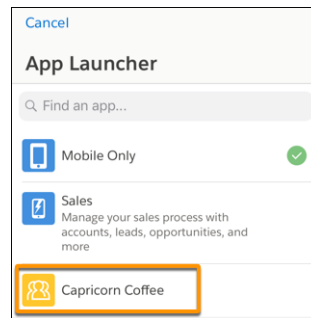 Cancel
App Launcher
Find an app...
Mobile Only
Sales
Manage your sales process with
accounts, leads, opportunities, and
more
Capricorn Coffee